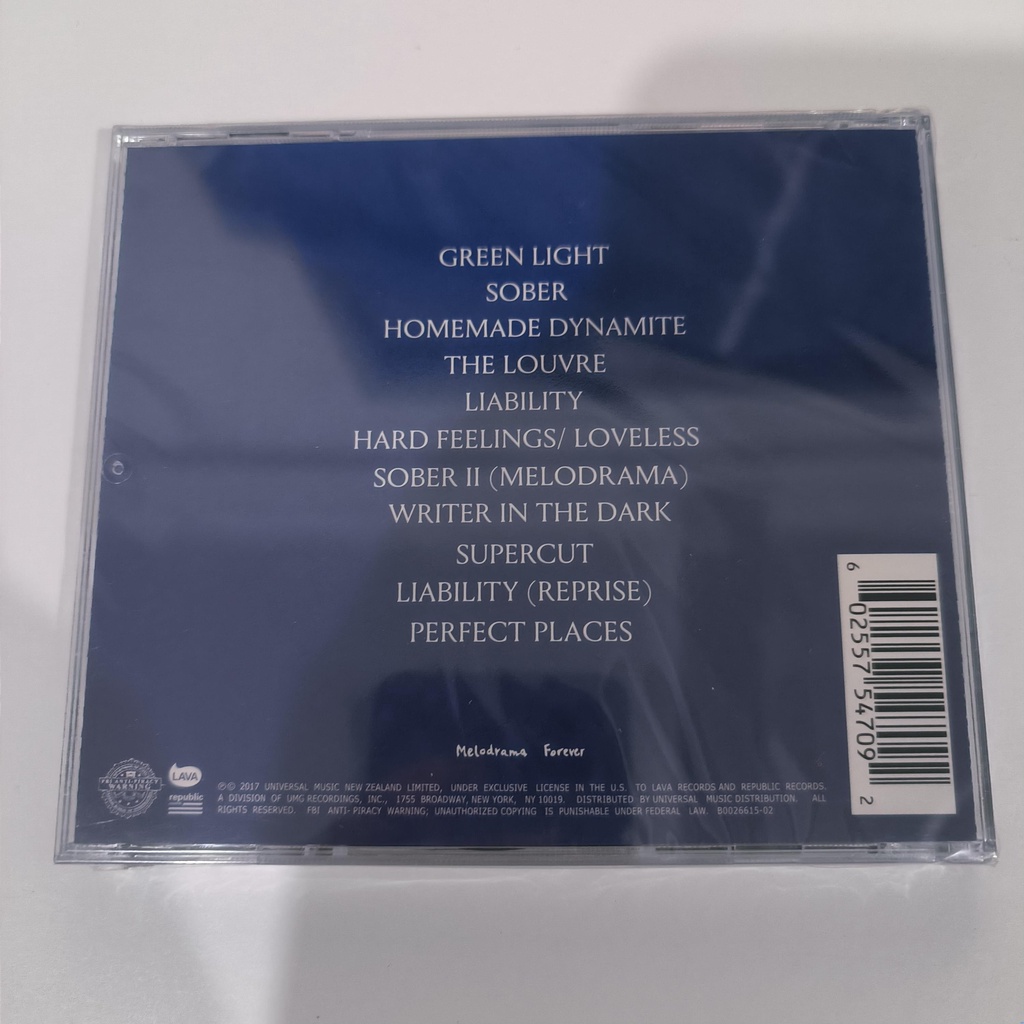 GREEN LIGHT
SOBER
HOMEMADE DYNAMITE
THE LOUVRE
LIABILITY
HARD FEELINGS/ LOVELESS
SOBER II (MELODRAMA)
WRITER IN THE DARK
SUPERCUT
LIABILITY (REPRISE)
PERFECT PLACES
Melodrama Forever
FBI ANTI-PIRACY
WARNING
LAVA
republic
℗© 2017 UNIVERSAL MUSIC NEW ZEALAND LIMITED, UNDER EXCLUSIVE LICENSE IN THE U.S. TO LAVA RECORDS AND REPUBLIC RECORDS.
A DIVISION OF UMG RECORDINGS, INC., 1755 BROADWAY, NEW YORK, NY 10019. DISTRIBUTED BY UNIVERSAL MUSIC DISTRIBUTION. ALL
RIGHTS RESERVED. FBI ANTI- PIRACY WARNING; UNAUTHORIZED COPYING IS PUNISHABLE UNDER FEDERAL LAW. B0026615-02
6 02557 54709 2